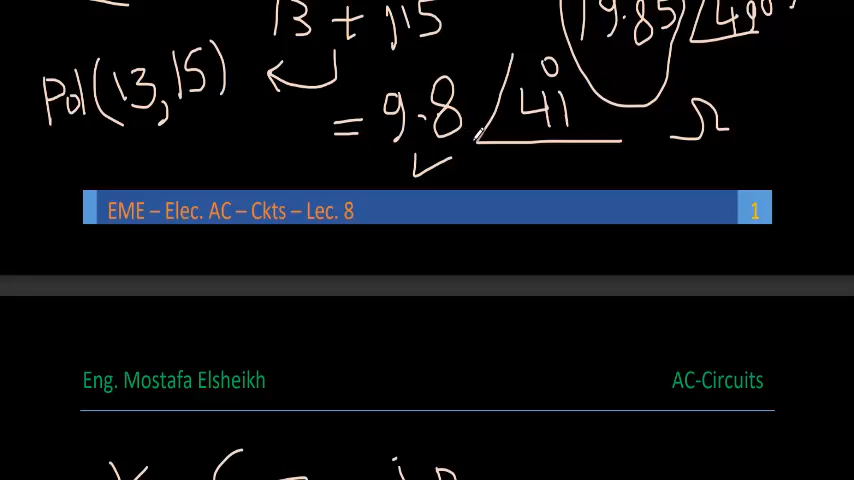 13 + j15
19.85 49°
Pol(13,15)
= 9.8 41° Ω
EME – Elec. AC – Ckts – Lec. 8 1
Eng. Mostafa Elsheikh AC-Circuits